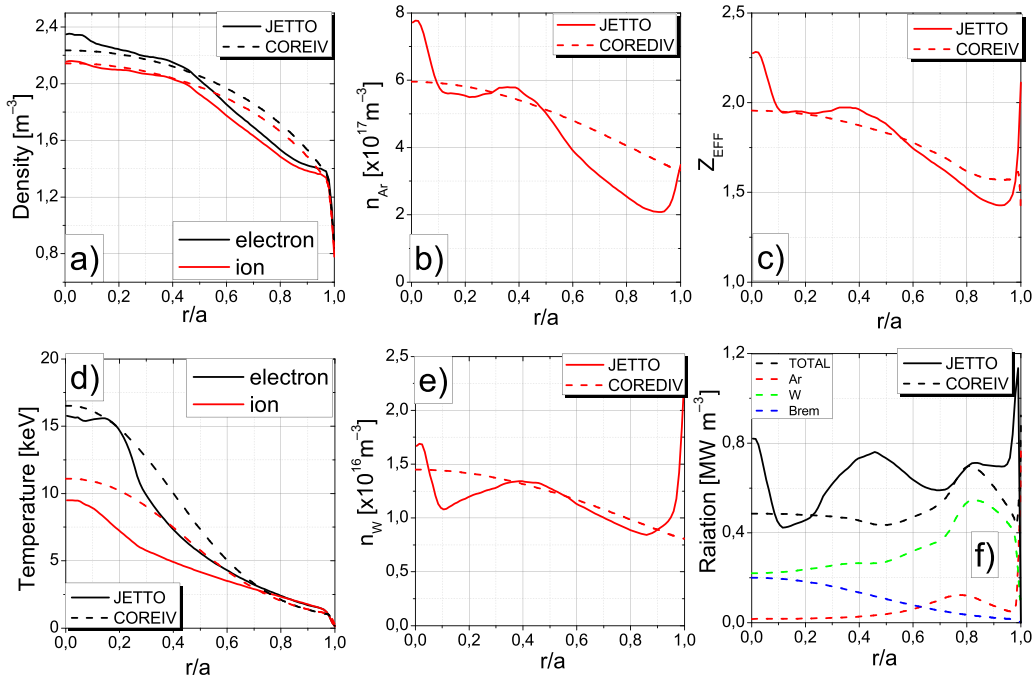 2,4
2,0
1,6
1,2
0,8
Density [m⁻³]
JETTO
COREIV
electron
ion
a)
0,0 0,2 0,4 0,6 0,8 1,0
r/a
8
6
4
2
0
n_Ar [x10¹⁷m⁻³]
JETTO
COREDIV
b)
0,0 0,2 0,4 0,6 0,8 1,0
r/a
2,5
2,0
1,5
1,0
Z_EFF
JETTO
COREIV
c)
0,0 0,2 0,4 0,6 0,8 1,0
r/a
20
15
10
5
0
Temperature [keV]
d)
electron
ion
JETTO
COREIV
0,0 0,2 0,4 0,6 0,8 1,0
r/a
2,5
2,0
1,5
1,0
0,5
0,0
n_W [x10¹⁶m⁻³]
e)
JETTO
COREDIV
0,0 0,2 0,4 0,6 0,8 1,0
r/a
1,2
0,8
0,4
0,0
Raiation [MW m⁻³]
TOTAL
Ar
W
Brem
JETTO
COREIV
f)
0,0 0,2 0,4 0,6 0,8 1,0
r/a